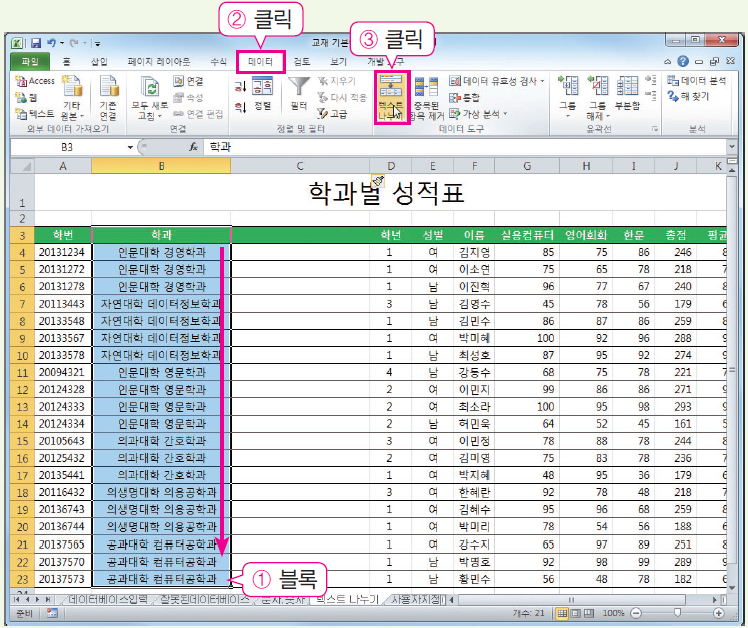 ② 클릭
③ 클릭
교재 기본
파일 홈 삽입 페이지 레이아웃 수식 데이터 검토 보기 개발 도구
Access
웹
텍스트
기타 원본
기존 연결
모두 새로 고침
연결
속성
연결 편집
정렬
필터
지우기
다시 적용
고급
텍스트 나누기
중복된 항목 제거
데이터 유효성 검사
통합
가상 분석
그룹
그룹 해제
부분합
데이터 분석
해 찾기
외부 데이터 가져오기 연결 정렬 및 필터 데이터 도구 윤곽선 분석
B3 fx 학과
A B C D E F G H I J K
1 학과별 성적표
2
3 학번 학과 학년 성별 이름 실용컴퓨터 영어회화 한문 총점 평균
4 20131234 인문대학 경영학과 1 여 김지영 85 75 86 246 8
5 20131272 인문대학 경영학과 1 여 이소연 75 65 78 218 7
6 20131278 인문대학 경영학과 1 남 이진혁 96 77 67 240 8
7 20113443 자연대학 데이터정보학과 3 남 김영수 45 78 56 179 6
8 20133548 자연대학 데이터정보학과 1 남 김민수 86 87 86 259 8
9 20133567 자연대학 데이터정보학과 1 여 박미혜 100 92 96 288 9
10 20133578 자연대학 데이터정보학과 1 남 최성호 87 95 92 274 9
11 20094321 인문대학 영문학과 4 남 강동수 68 75 78 221 7
12 20124328 인문대학 영문학과 2 여 이민지 99 86 86 271 9
13 20124333 인문대학 영문학과 2 여 최소라 100 95 98 293 9
14 20124334 인문대학 영문학과 2 남 허민욱 64 52 45 161 5
15 20105643 의과대학 간호학과 3 여 이민정 78 88 78 244 8
16 20125432 의과대학 간호학과 2 여 김미영 75 83 78 236 7
17 20135441 의과대학 간호학과 1 여 박지혜 48 95 36 179 6
18 20116432 의생명대학 의용공학과 3 여 한혜란 92 78 48 218 7
19 20136743 의생명대학 의용공학과 1 여 김해수 95 96 68 259 8
20 20136744 의생명대학 의용공학과 1 여 박미리 78 54 56 188 6
21 20137565 공과대학 컴퓨터공학과 1 여 강수지 65 97 89 251 8
22 20137570 공과대학 컴퓨터공학과 1 남 박명호 92 98 99 289 9
23 20137573 공과대학 컴퓨터공학과 1 남 황민수 56 48 78 182 6
① 블록
데이터베이스입력 잘못된데이터베이스 문자,숫자 텍스트 나누기 사용자지정
준비 개수: 21 100%